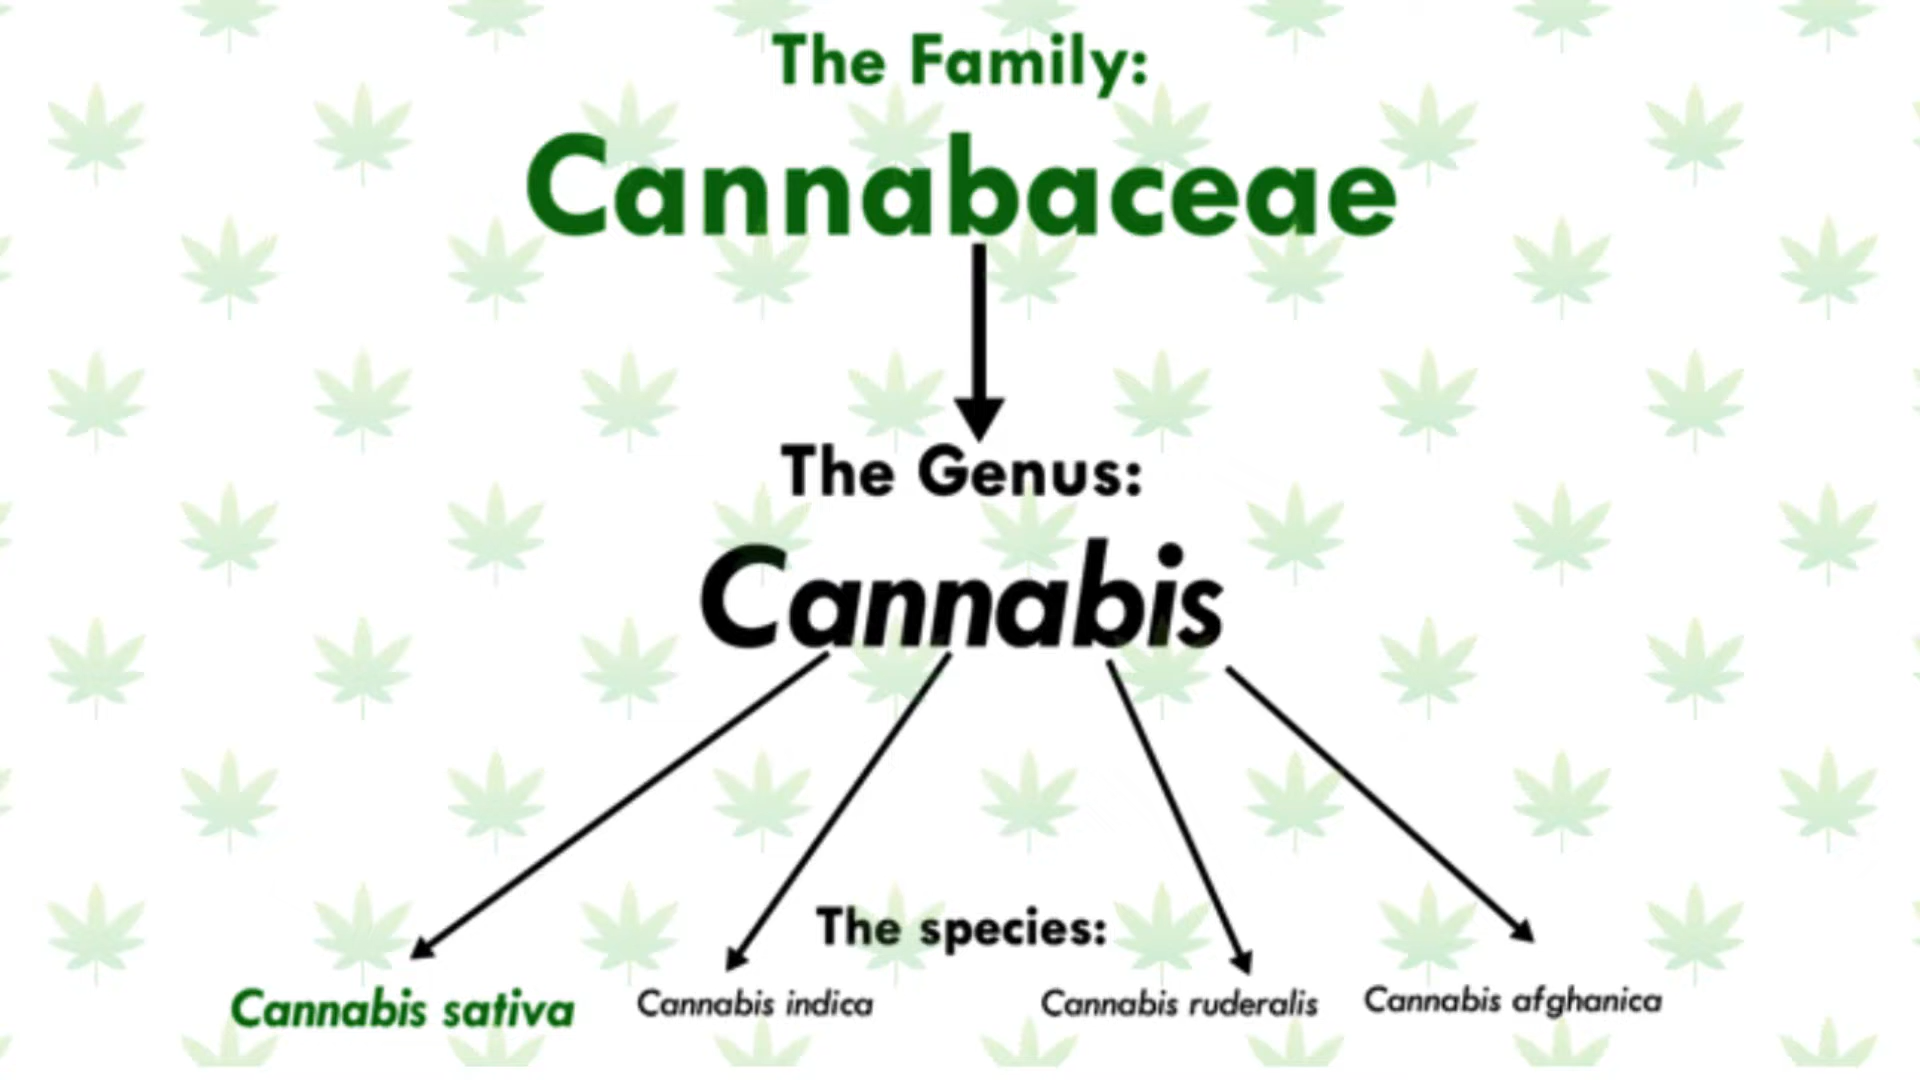 The Family:
Cannabaceae
The Genus:
Cannabis
The species:
Cannabis sativa
Cannabis indica
Cannabis ruderalis
Cannabis afghanica